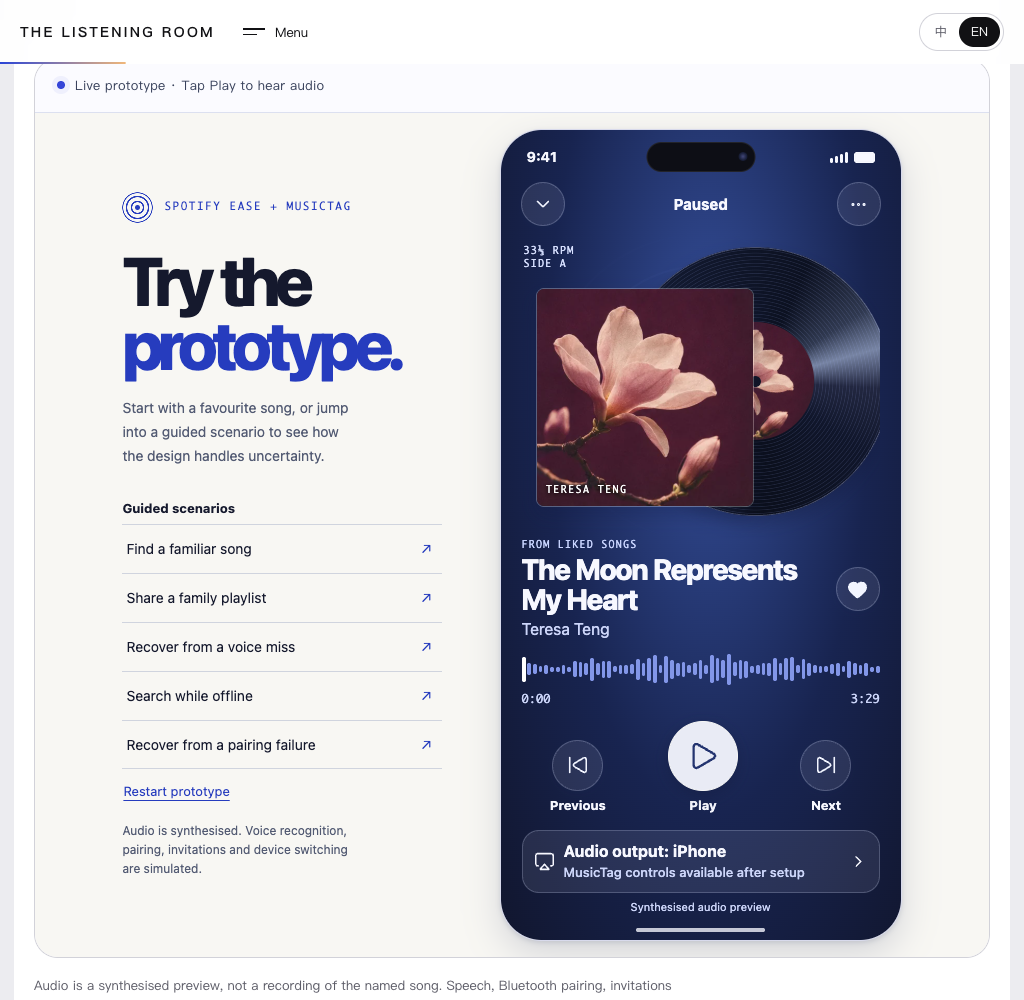 THE LISTENING ROOM
Menu
中
EN
Live prototype · Tap Play to hear audio
SPOTIFY EASE + MUSICTAG
Try the
prototype.
Start with a favourite song, or jump
into a guided scenario to see how
the design handles uncertainty.
Guided scenarios
Find a familiar song
Share a family playlist
Recover from a voice miss
Search while offline
Recover from a pairing failure
Restart prototype
Audio is synthesised. Voice recognition,
pairing, invitations and device switching
are simulated.
9:41
Paused
33⅓ RPM
SIDE A
TERESA TENG
FROM LIKED SONGS
The Moon Represents
My Heart
Teresa Teng
0:00
3:29
Previous
Play
Next
Audio output: iPhone
MusicTag controls available after setup
Synthesised audio preview
Audio is a synthesised preview, not a recording of the named song. Speech, Bluetooth pairing, invitations